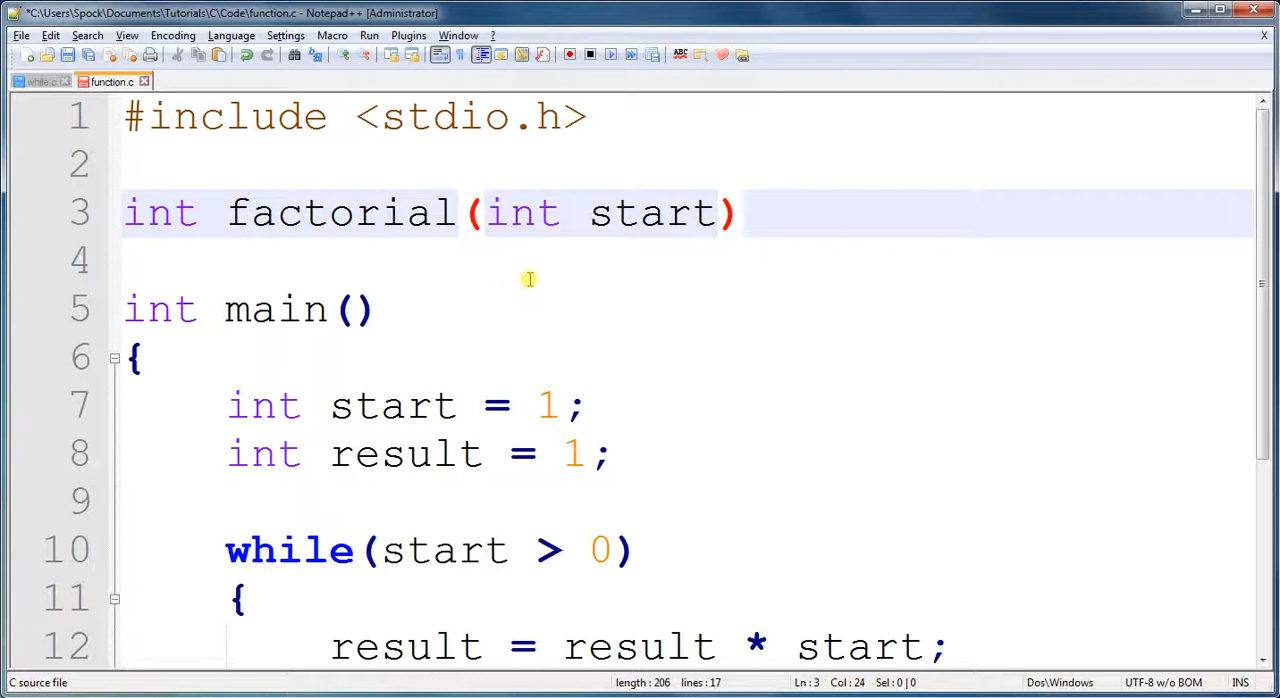 *C:\Users\Spock\Documents\Tutorials\C\Code\function.c - Notepad++ [Administrator]
File Edit Search View Encoding Language Settings Macro Run Plugins Window ?
X
while.c function.c
1 #include <stdio.h>
2
3 int factorial(int start)
4
5 int main()
6 {
7 int start = 1;
8 int result = 1;
9
10 while(start > 0)
11 {
12 result = result * start;
C source file length : 206 lines : 17 Ln : 3 Col : 24 Sel : 0 | 0 Dos\Windows UTF-8 w/o BOM INS